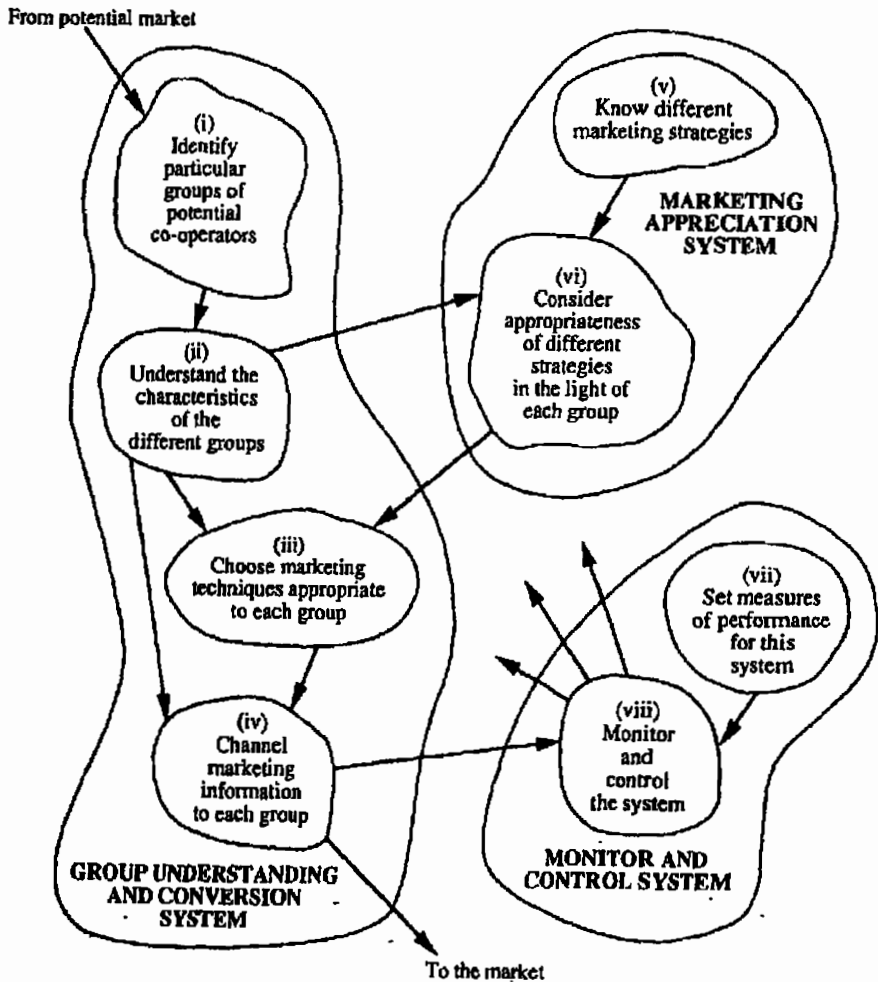 From potential market
(i)
Identify
particular
groups of
potential
co-operators
(ii)
Understand the
characteristics
of the
different groups
(iii)
Choose marketing
techniques appropriate
to each group
(iv)
Channel
marketing
information
to each group
GROUP UNDERSTANDING
AND CONVERSION
SYSTEM
To the market
(v)
Know different
marketing strategies
MARKETING
APPRECIATION
SYSTEM
(vi)
Consider
appropriateness
of different
strategies
in the light of
each group
(vii)
Set measures
of performance
for this
system
(viii)
Monitor
and
control
the system
MONITOR AND
CONTROL SYSTEM